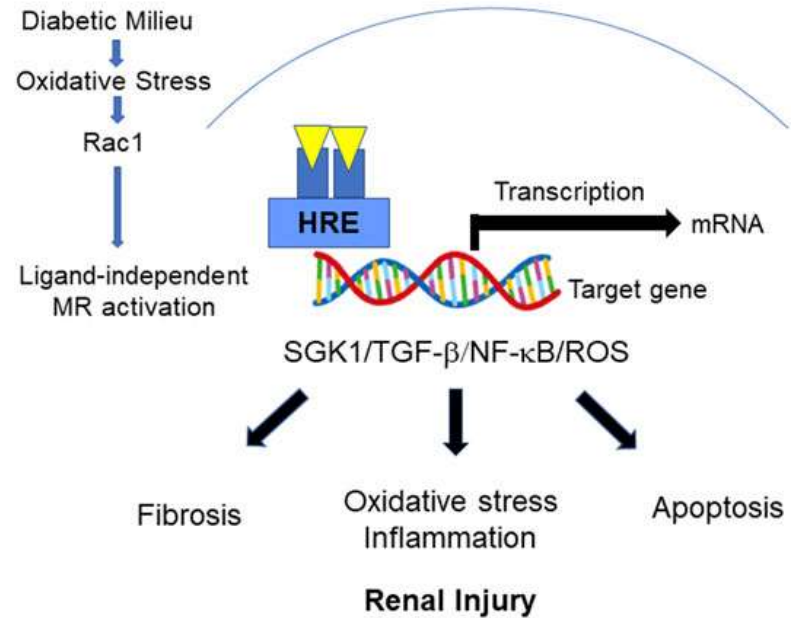 Diabetic Milieu
Oxidative Stress
Rac1
Ligand-independent
MR activation
HRE
Transcription
mRNA
Target gene
SGK1/TGF-β/NF-κB/ROS
Fibrosis
Oxidative stress
Inflammation
Apoptosis
Renal Injury